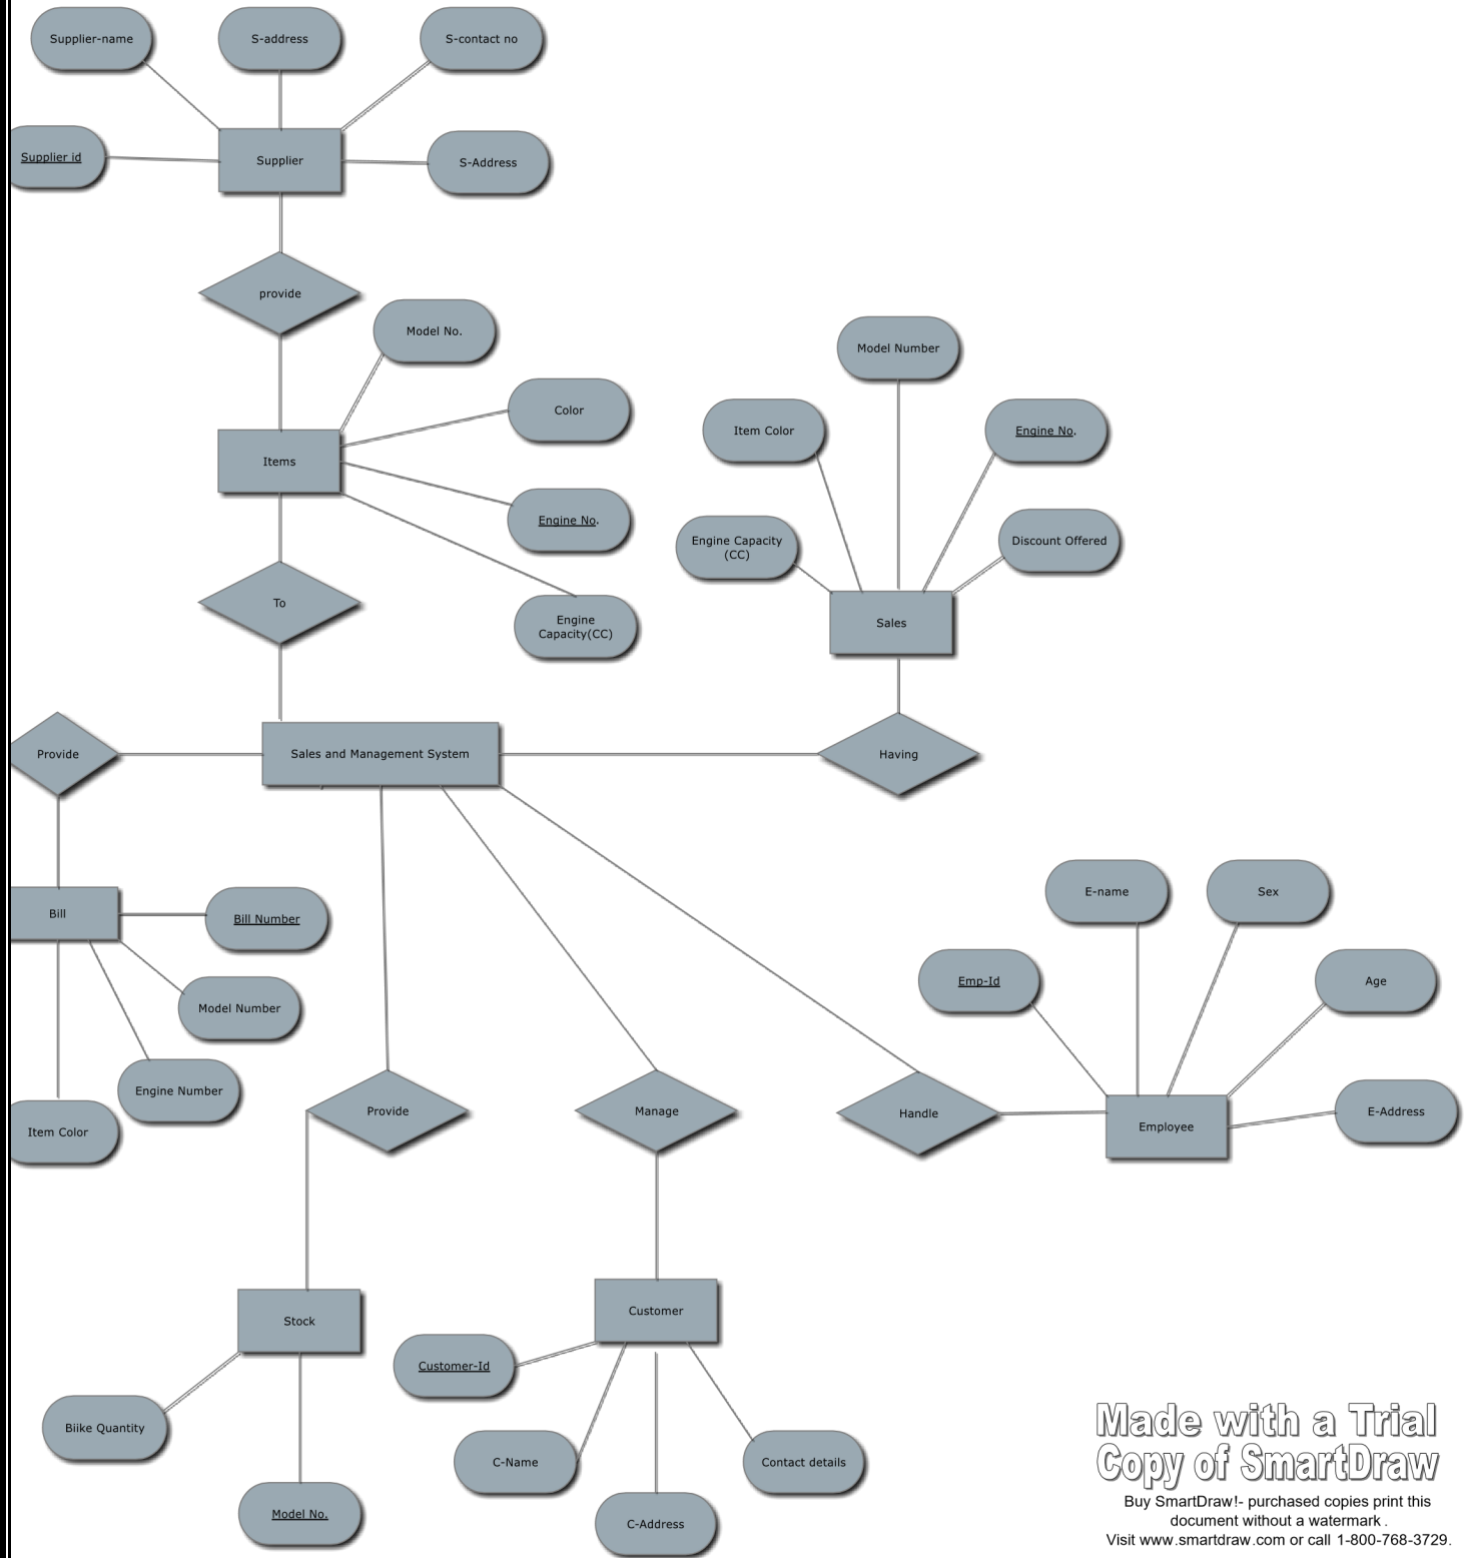 Supplier-name
S-address
S-contact no
Supplier id
Supplier
S-Address
provide
Model No.
Color
Items
Engine No.
Engine
Capacity(CC)
To
Model Number
Item Color
Engine No.
Engine Capacity
(CC)
Discount Offered
Sales
Provide
Sales and Management System
Having
Bill
Bill Number
Model Number
Engine Number
Item Color
E-name
Sex
Emp-Id
Age
Provide
Manage
Handle
Employee
E-Address
Stock
Customer
Customer-Id
Biike Quantity
C-Name
Contact details
Model No.
C-Address
Made with a Trial
Copy of SmartDraw
Buy SmartDraw!- purchased copies print this
document without a watermark .
Visit www.smartdraw.com or call 1-800-768-3729.